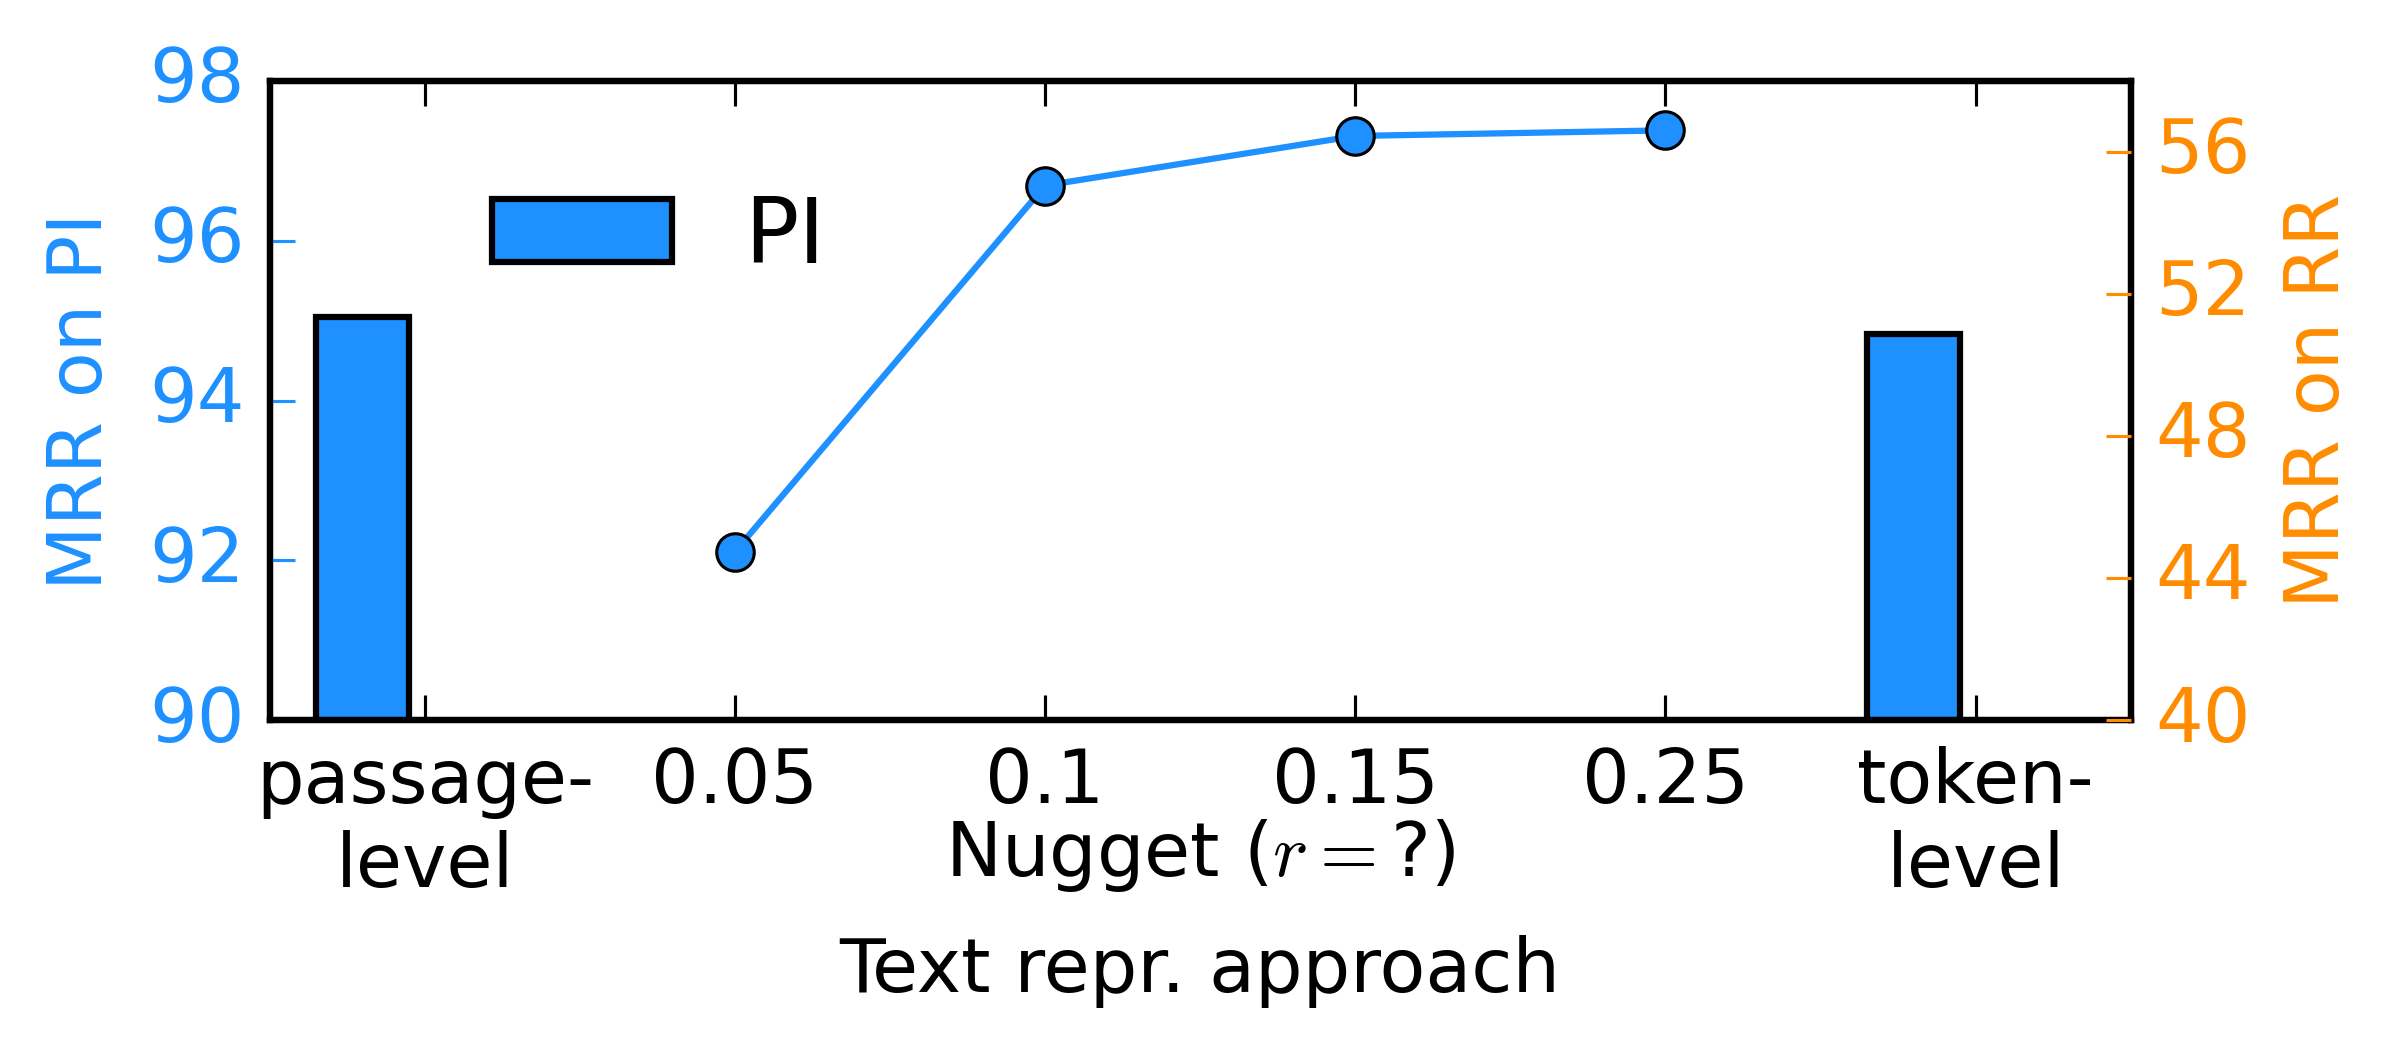 98
96
94
92
90
MRR on PI
PI
56
52
48
44
40
MRR on RR
passage-
level
0.05
0.1
0.15
0.25
token-
level
Nugget (r = ?)
Text repr. approach